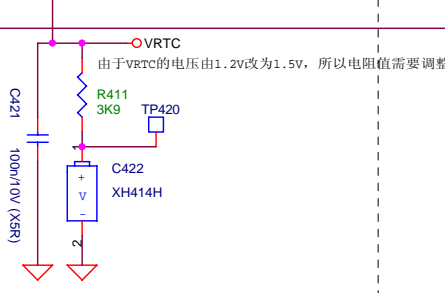 VRTC
由于VRTC的电压由1.2V改为1.5V，所以电阻值需要调整
R411
3K9
TP420
C421
100n/10V (X5R)
1
C422
XH414H
+
V
-
2